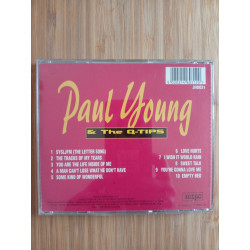 Paul Young
& The Q-TIPS
1 SYSLJFM (THE LETTER SONG)
2 THE TRACKS OF MY TEARS
3 YOU ARE THE LIFE INSIDE OF ME
4 A MAN CAN'T LOSE WHAT HE DON'T HAVE
5 SOME KIND OF WONDERFUL
6 LOVE HURTS
7 I WISH IT WOULD RAIN
8 SWEET TALK
9 YOU'RE GONNA LOVE ME
10 EMPTY BED